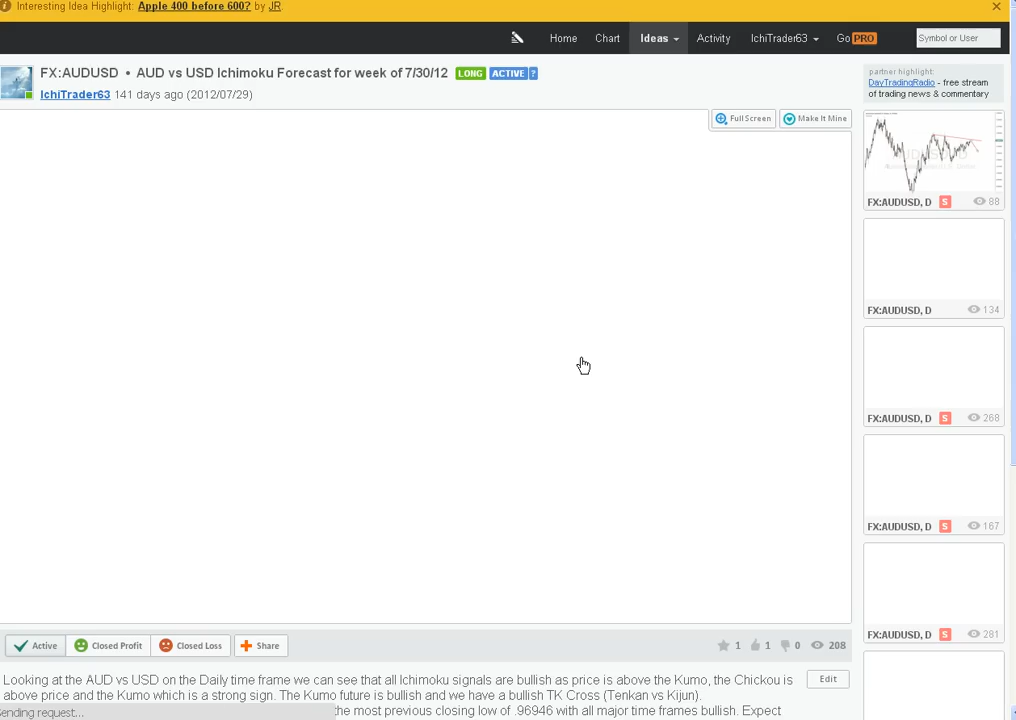 Interesting Idea Highlight: Apple 400 before 600? by JR.
Home Chart Ideas Activity IchiTrader63 Go PRO Symbol or User
FX:AUDUSD • AUD vs USD Ichimoku Forecast for week of 7/30/12 LONG ACTIVE ?
IchiTrader63 141 days ago (2012/07/29)
partner highlight:
DayTradingRadio - free stream
of trading news & commentary
Full Screen Make It Mine
FX:AUDUSD, D S 88
FX:AUDUSD, D 134
FX:AUDUSD, D S 268
FX:AUDUSD, D S 167
FX:AUDUSD, D S 281
Active Closed Profit Closed Loss Share 1 1 0 208
Looking at the AUD vs USD on the Daily time frame we can see that all Ichimoku signals are bullish as price is above the Kumo, the Chickou is
above price and the Kumo which is a strong sign. The Kumo future is bullish and we have a bullish TK Cross (Tenkan vs Kijun).
Edit
the most previous closing low of .96946 with all major time frames bullish. Expect
Sending request...